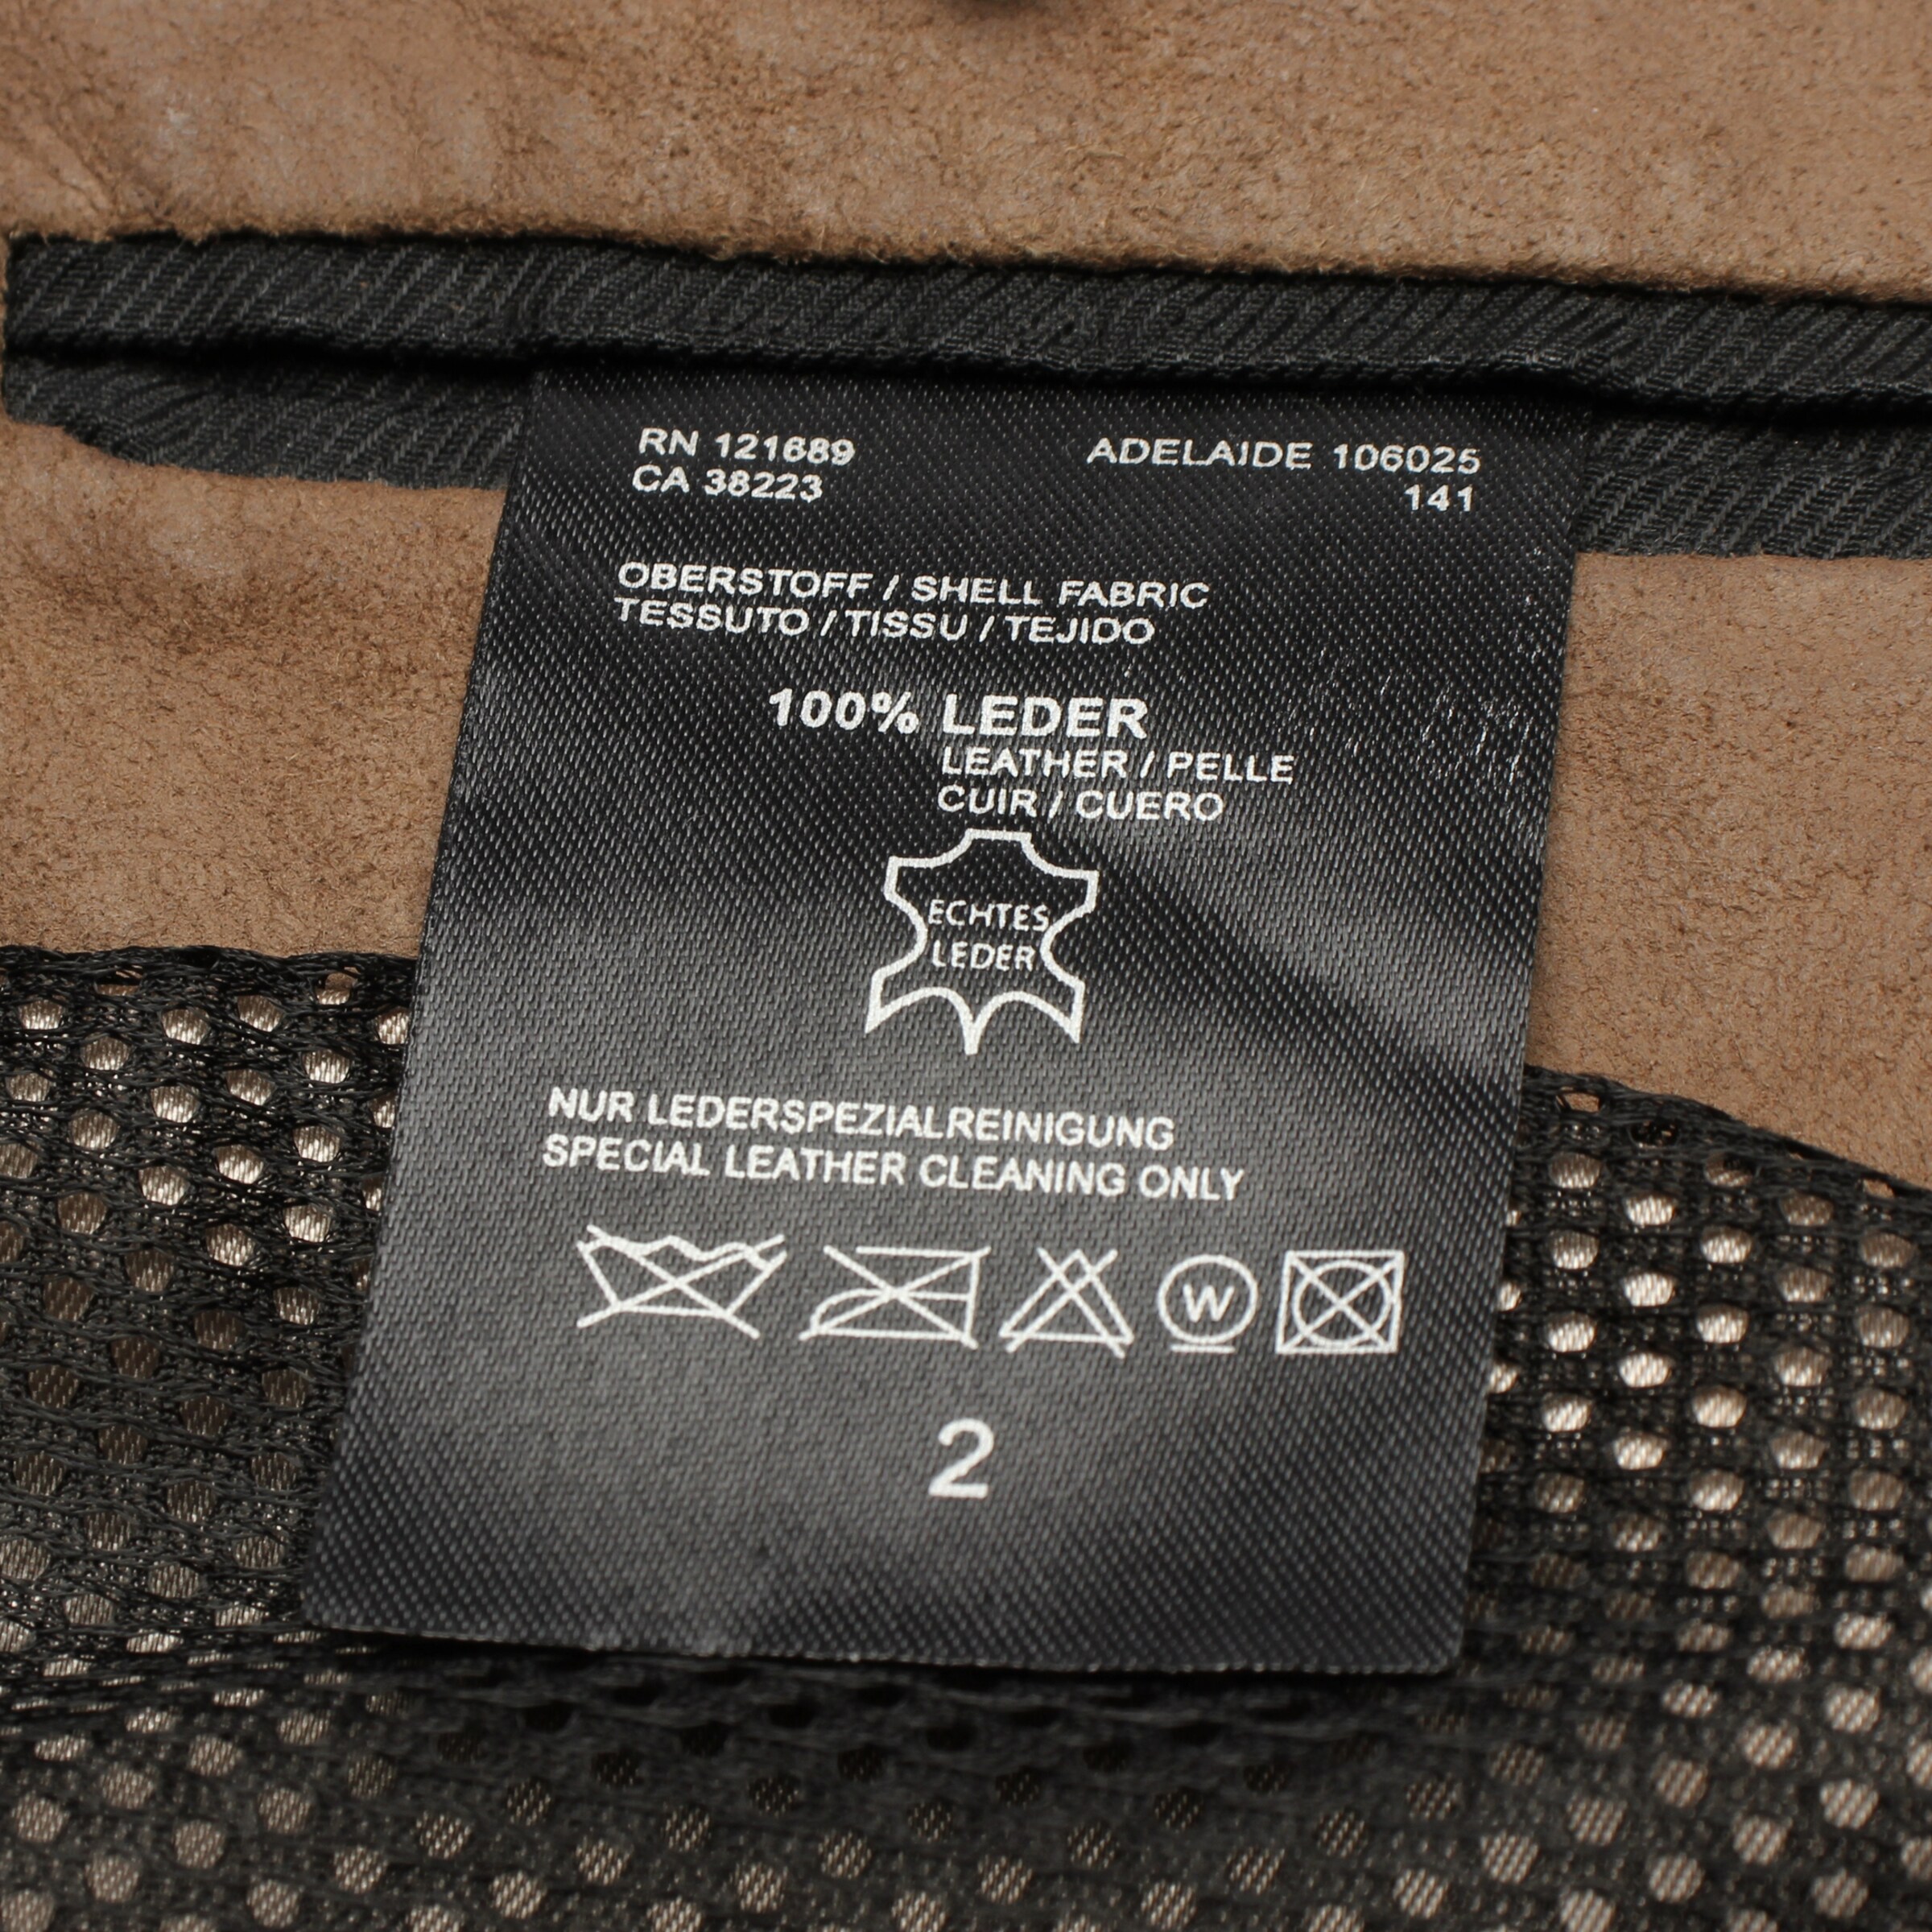 RN 121689
CA 38223
ADELAIDE 106025
141
OBERSTOFF / SHELL FABRIC
TESSUTO / TISSU / TEJIDO
100% LEDER
LEATHER / PELLE
CUIR / CUERO
ECHTES
LEDER
NUR LEDERSPEZIALREINIGUNG
SPECIAL LEATHER CLEANING ONLY
W
2